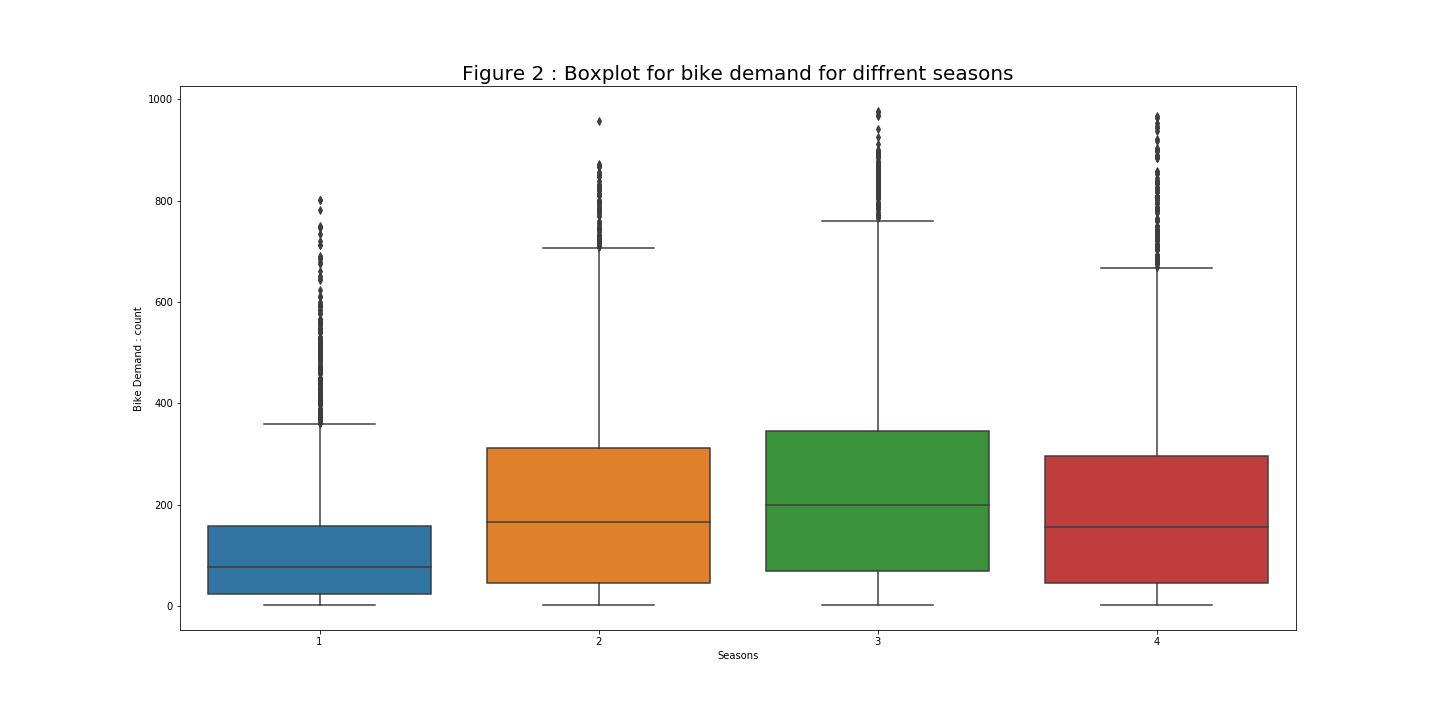 Figure 2 : Boxplot for bike demand for diffrent seasons
1000
800
600
400
200
0
Bike Demand : count
1 2 3 4
Seasons